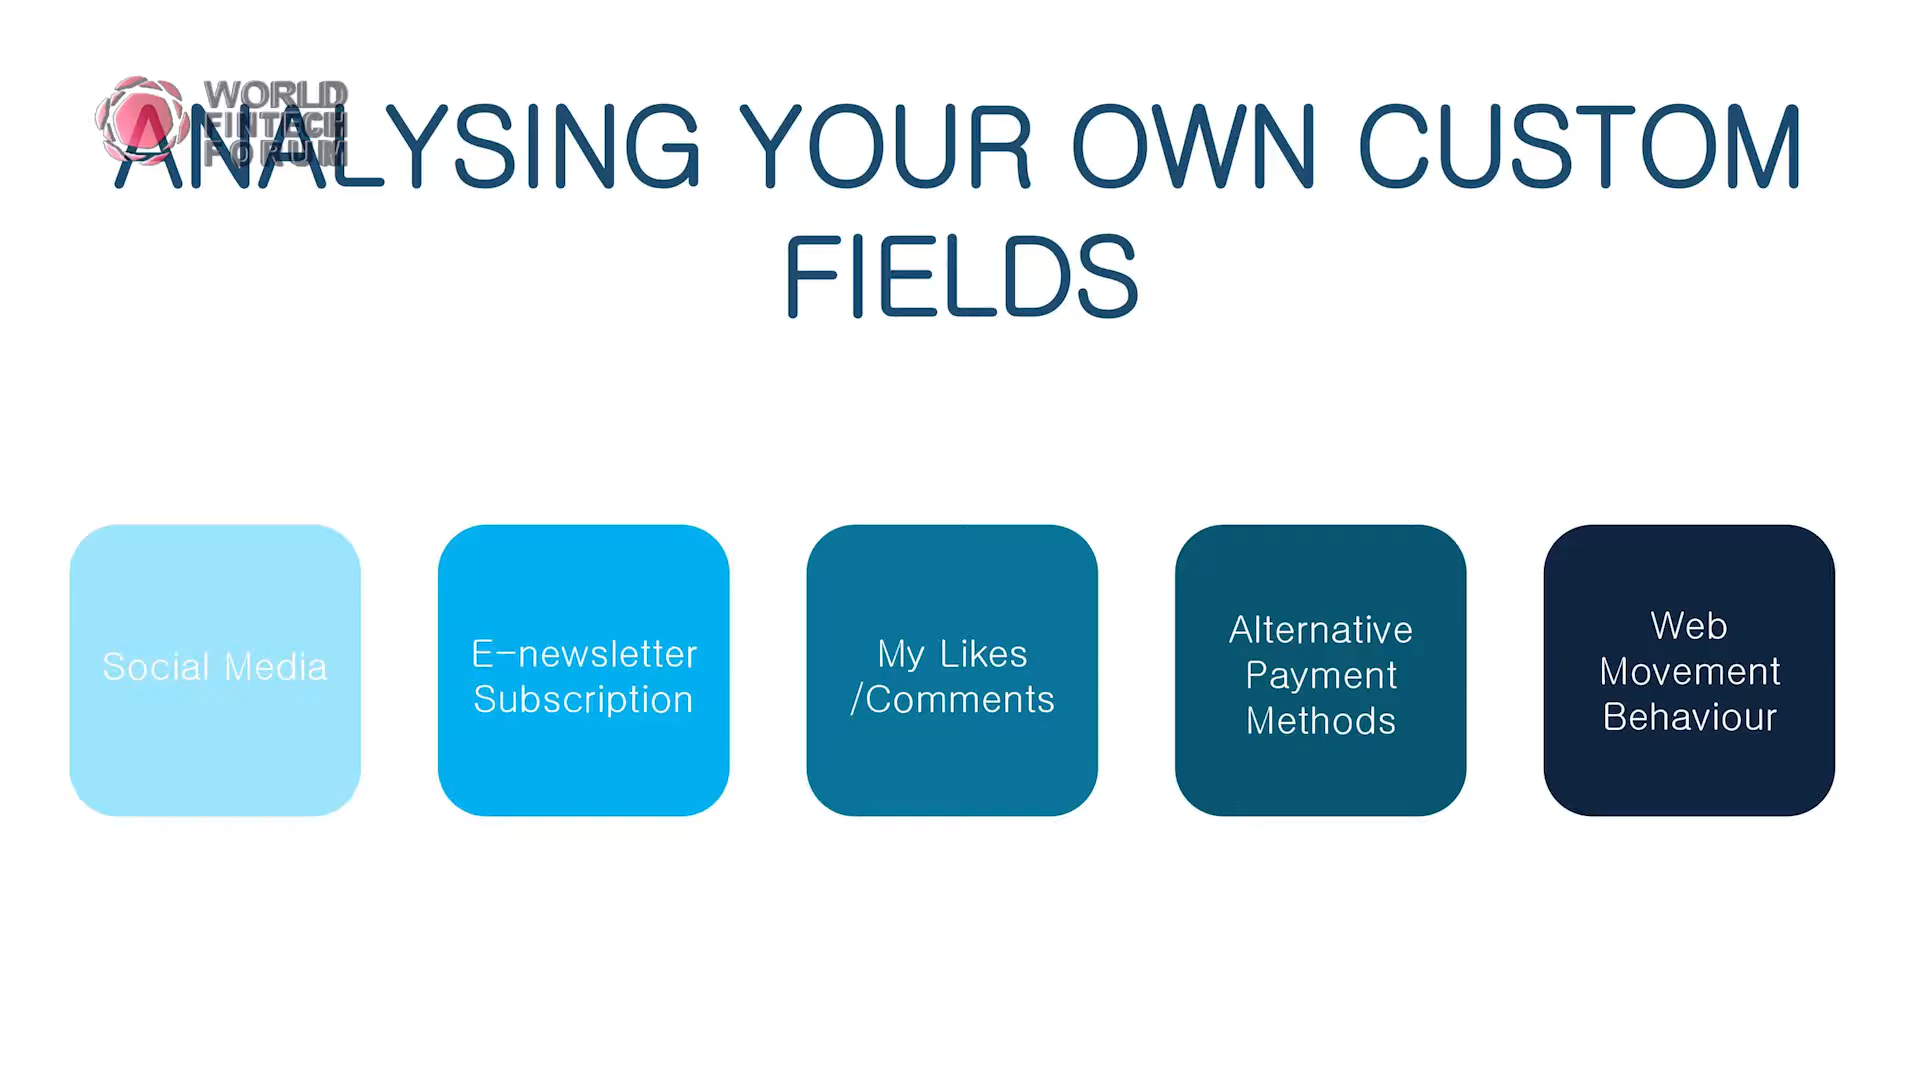 WORLD
FINTECH
FORUM
ANALYSING YOUR OWN CUSTOM
FIELDS
Social Media
E-newsletter
Subscription
My Likes
/Comments
Alternative
Payment
Methods
Web
Movement
Behaviour